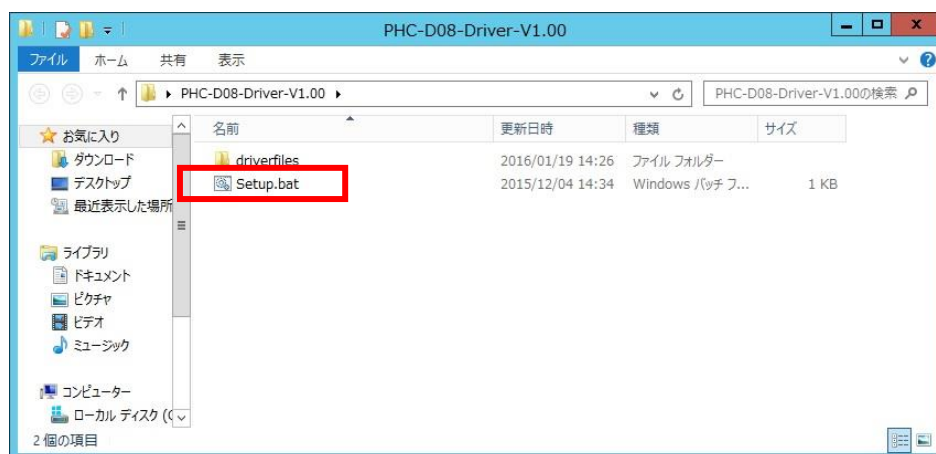 PHC-D08-Driver-V1.00
ファイル ホーム 共有 表示
PHC-D08-Driver-V1.00 PHC-D08-Driver-V1.00の検索
お気に入り
ダウンロード
デスクトップ
最近表示した場所
ライブラリ
ドキュメント
ピクチャ
ビデオ
ミュージック
コンピューター
ローカル ディスク (C
名前 更新日時 種類 サイズ
driverfiles 2016/01/19 14:26 ファイル フォルダー
Setup.bat 2015/12/04 14:34 Windows バッチ フ... 1 KB
2 個の項目